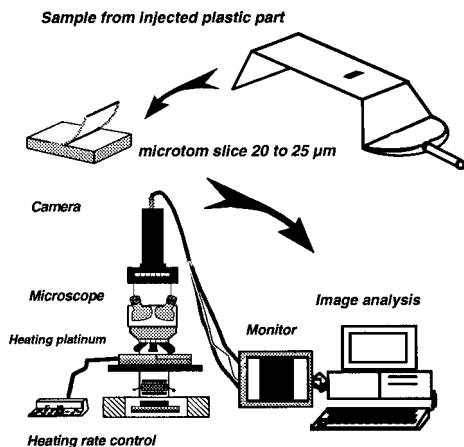 Sample from injected plastic part
microtom slice 20 to 25 µm
Camera
Microscope
Image analysis
Heating platinum
Monitor
Heating rate control